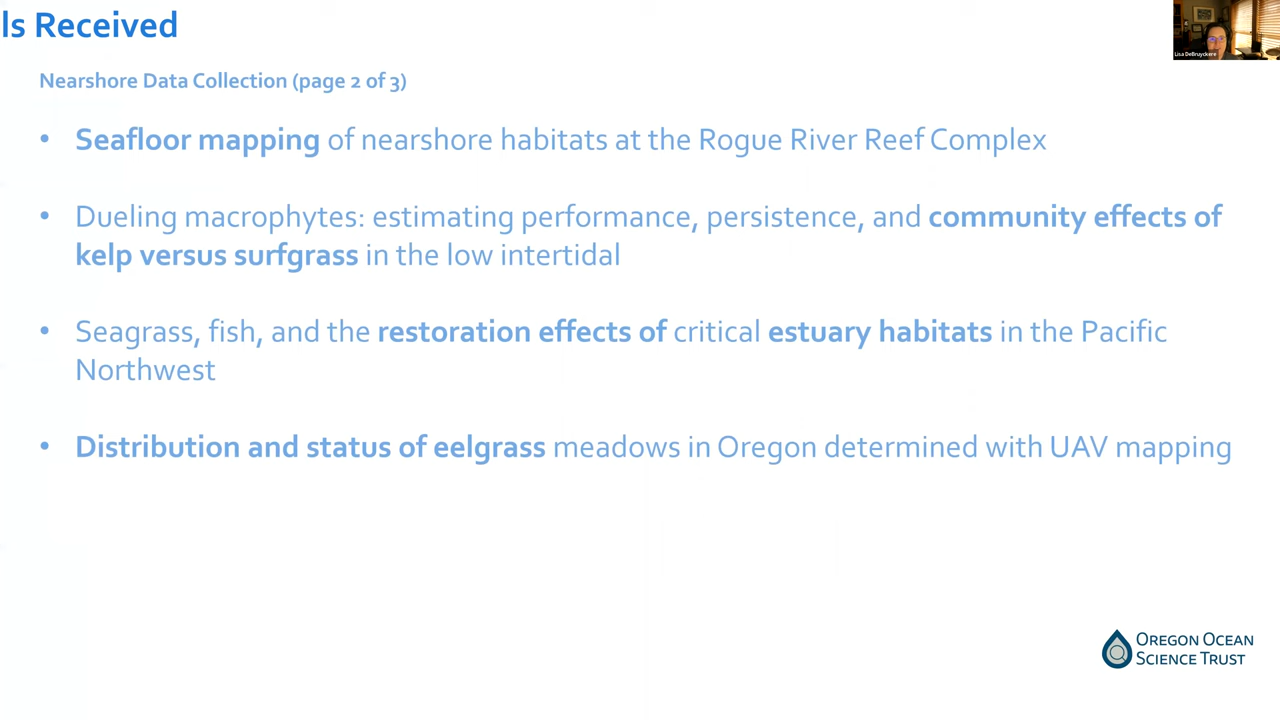 ls Received
Lisa DeBruyckere
Nearshore Data Collection (page 2 of 3)
• Seafloor mapping of nearshore habitats at the Rogue River Reef Complex
• Dueling macrophytes: estimating performance, persistence, and community effects of
kelp versus surfgrass in the low intertidal
• Seagrass, fish, and the restoration effects of critical estuary habitats in the Pacific
Northwest
• Distribution and status of eelgrass meadows in Oregon determined with UAV mapping
OREGON OCEAN
SCIENCE TRUST